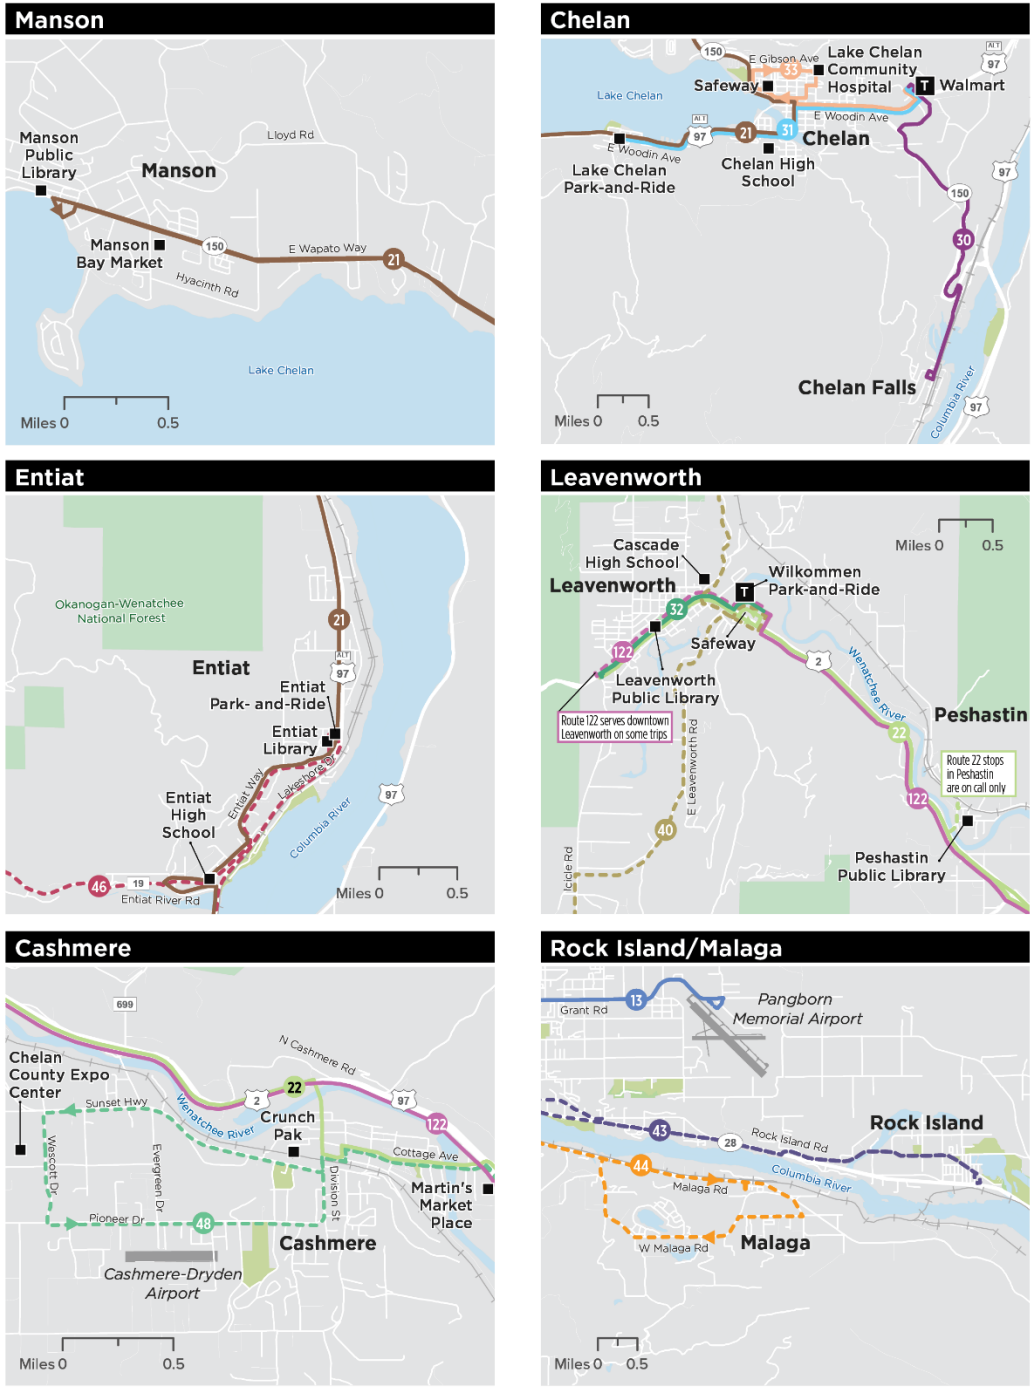 Manson
Lloyd Rd
Manson
Public
Library
Manson
Manson
Bay Market
150
E Wapato Way
21
Hyacinth Rd
Lake Chelan
Miles 0
0.5
Chelan
150
E Gibson Ave
33
Lake Chelan
Community
Hospital
ALT
97
Lake Chelan
Safeway
T
Walmart
E Woodin Ave
ALT
97
21
31
Chelan
E Woodin Ave
Lake Chelan
Park-and-Ride
Chelan High
School
97
150
30
Chelan Falls
Columbia River
97
Miles 0
0.5
Entiat
Okanogan-Wenatchee
National Forest
21
ALT
97
Entiat
Entiat
Park- and-Ride
Entiat
Library
Lakeshore Dr
Entiat Way
Entiat
High
School
Columbia River
97
46
19
Entiat River Rd
Miles 0
0.5
Leavenworth
Miles 0
0.5
Cascade
High School
Leavenworth
T
Wilkommen
Park-and-Ride
32
Safeway
122
2
Wenatchee River
Leavenworth
Public Library
Route 122 serves downtown
Leavenworth on some trips
Peshastin
22
Route 22 stops
in Peshastin
are on call only
E Leavenworth Rd
122
40
Peshastin
Public Library
Icicle Rd
Cashmere
699
N Cashmere Rd
Chelan
County Expo
Center
22
2
97
Sunset Hwy
Wenatchee River
Crunch
Pak
122
Cottage Ave
Wescott Dr
Evergreen Dr
Division St
Martin's
Market
Place
Pioneer Dr
48
Cashmere
Cashmere-Dryden
Airport
Miles 0
0.5
Rock Island/Malaga
13
Grant Rd
Pangborn
Memorial Airport
43
28
Rock Island Rd
Rock Island
44
Malaga Rd
Columbia River
W Malaga Rd
Malaga
Miles 0
0.5